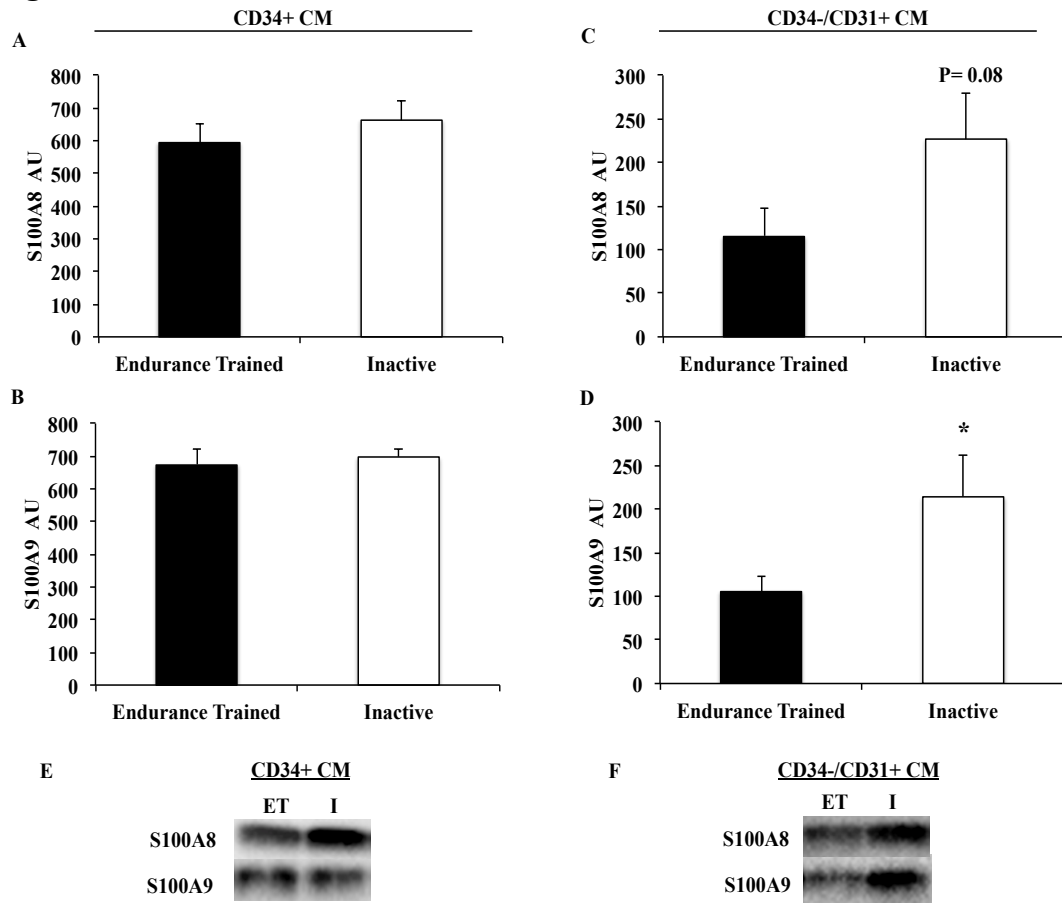 CD34+ CM
A
S100A8 AU
800
700
600
500
400
300
200
100
0
Endurance Trained Inactive
B
S100A9 AU
800
700
600
500
400
300
200
100
0
Endurance Trained Inactive
CD34-/CD31+ CM
C
P= 0.08
S100A8 AU
300
250
200
150
100
50
0
Endurance Trained Inactive
D
*
S100A9 AU
300
250
200
150
100
50
0
Endurance Trained Inactive
E
CD34+ CM
ET I
S100A8
S100A9
F
CD34-/CD31+ CM
ET I
S100A8
S100A9